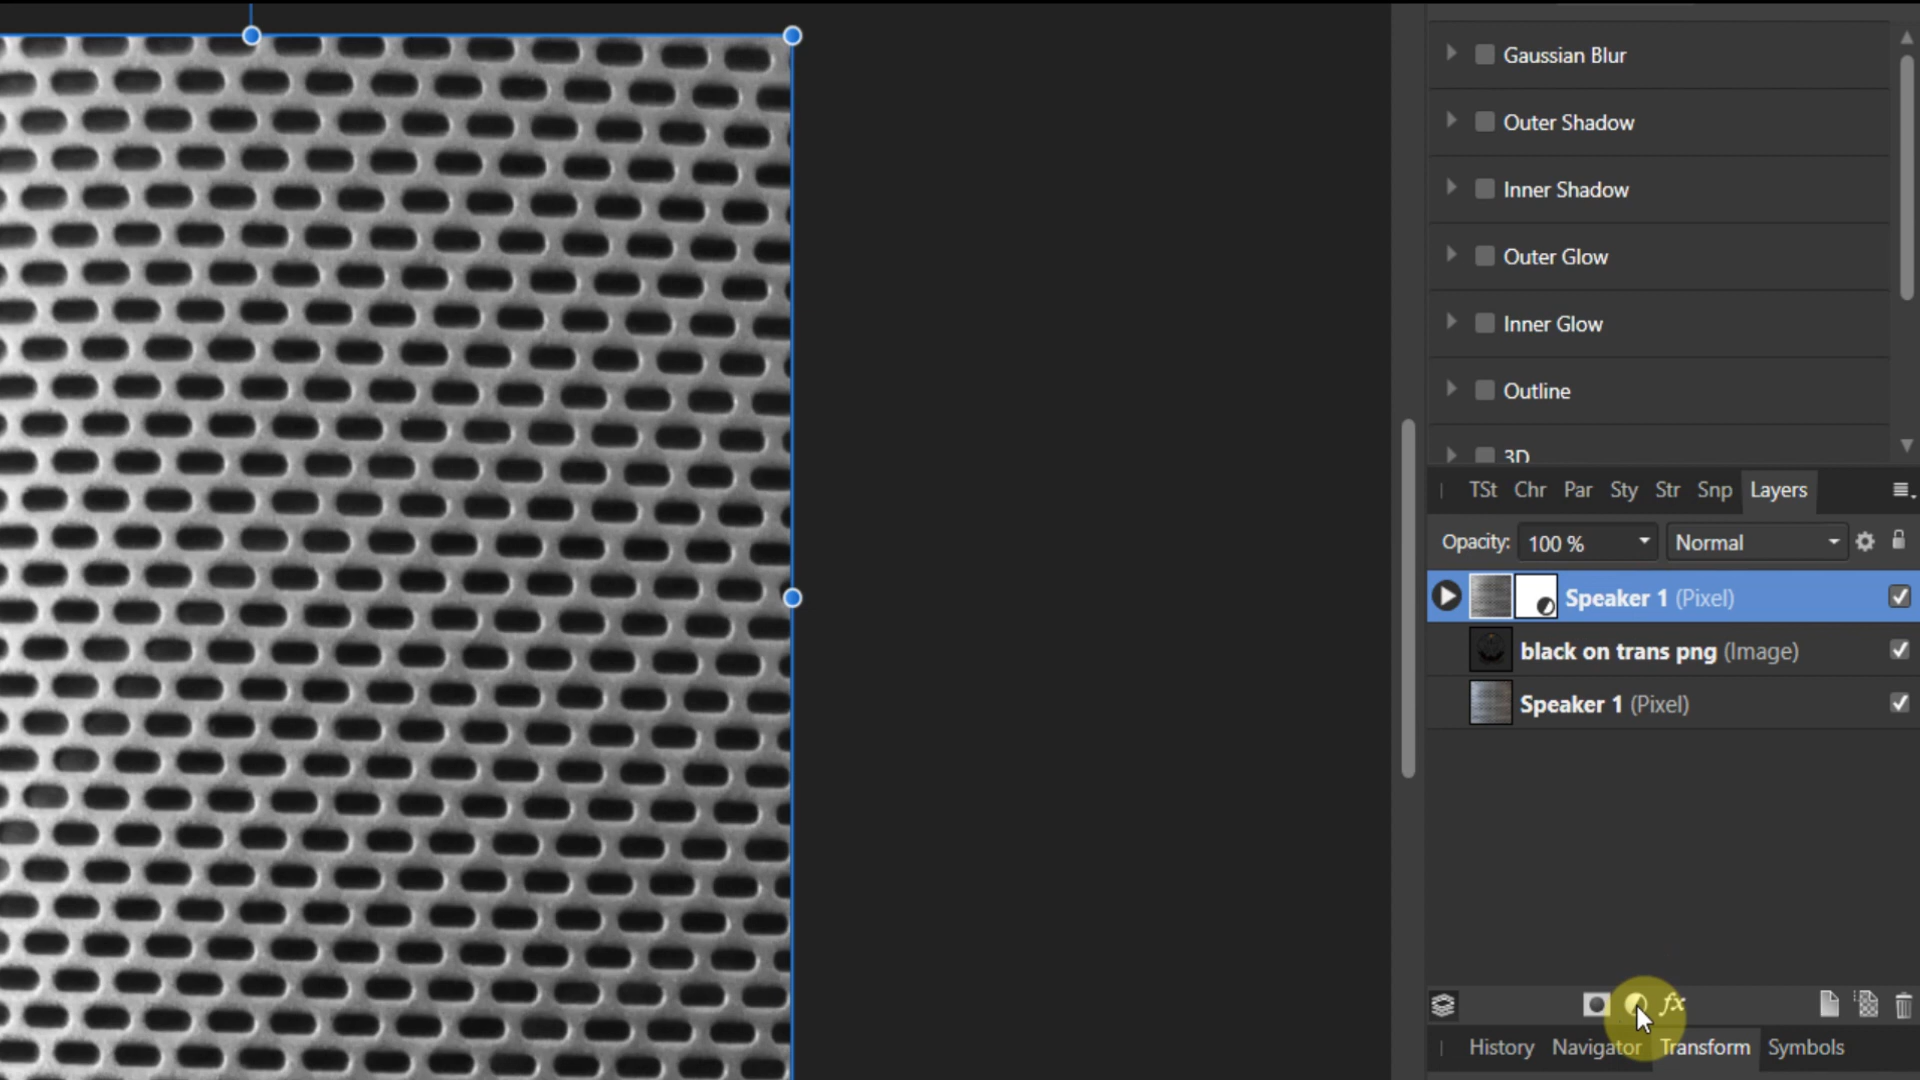 Gaussian Blur
Outer Shadow
Inner Shadow
Outer Glow
Inner Glow
Outline
3D
TSt Chr Par Sty Str Snp Layers
Opacity: 100 % Normal
Speaker 1 (Pixel)
black on trans png (Image)
Speaker 1 (Pixel)
fx
History Navigator Transform Symbols